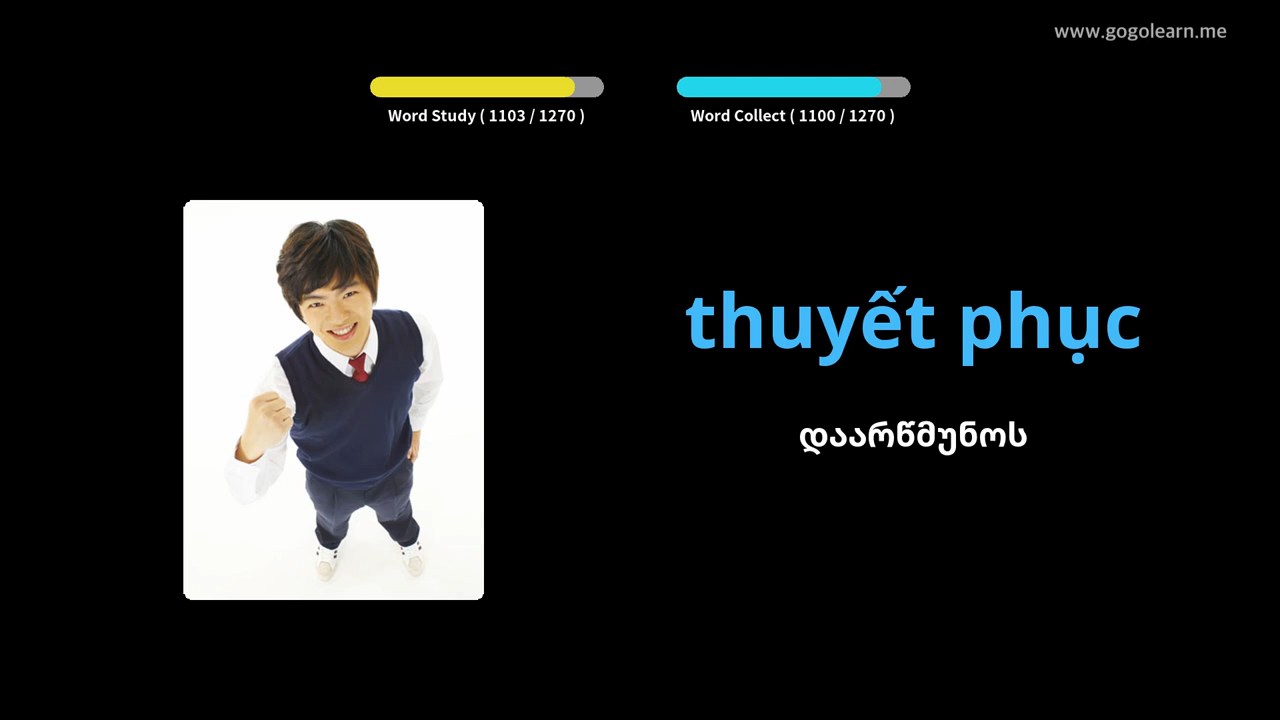 www.gogolearn.me
Word Study ( 1103 / 1270 )
Word Collect ( 1100 / 1270 )
thuyết phục
დაარწმუნოს